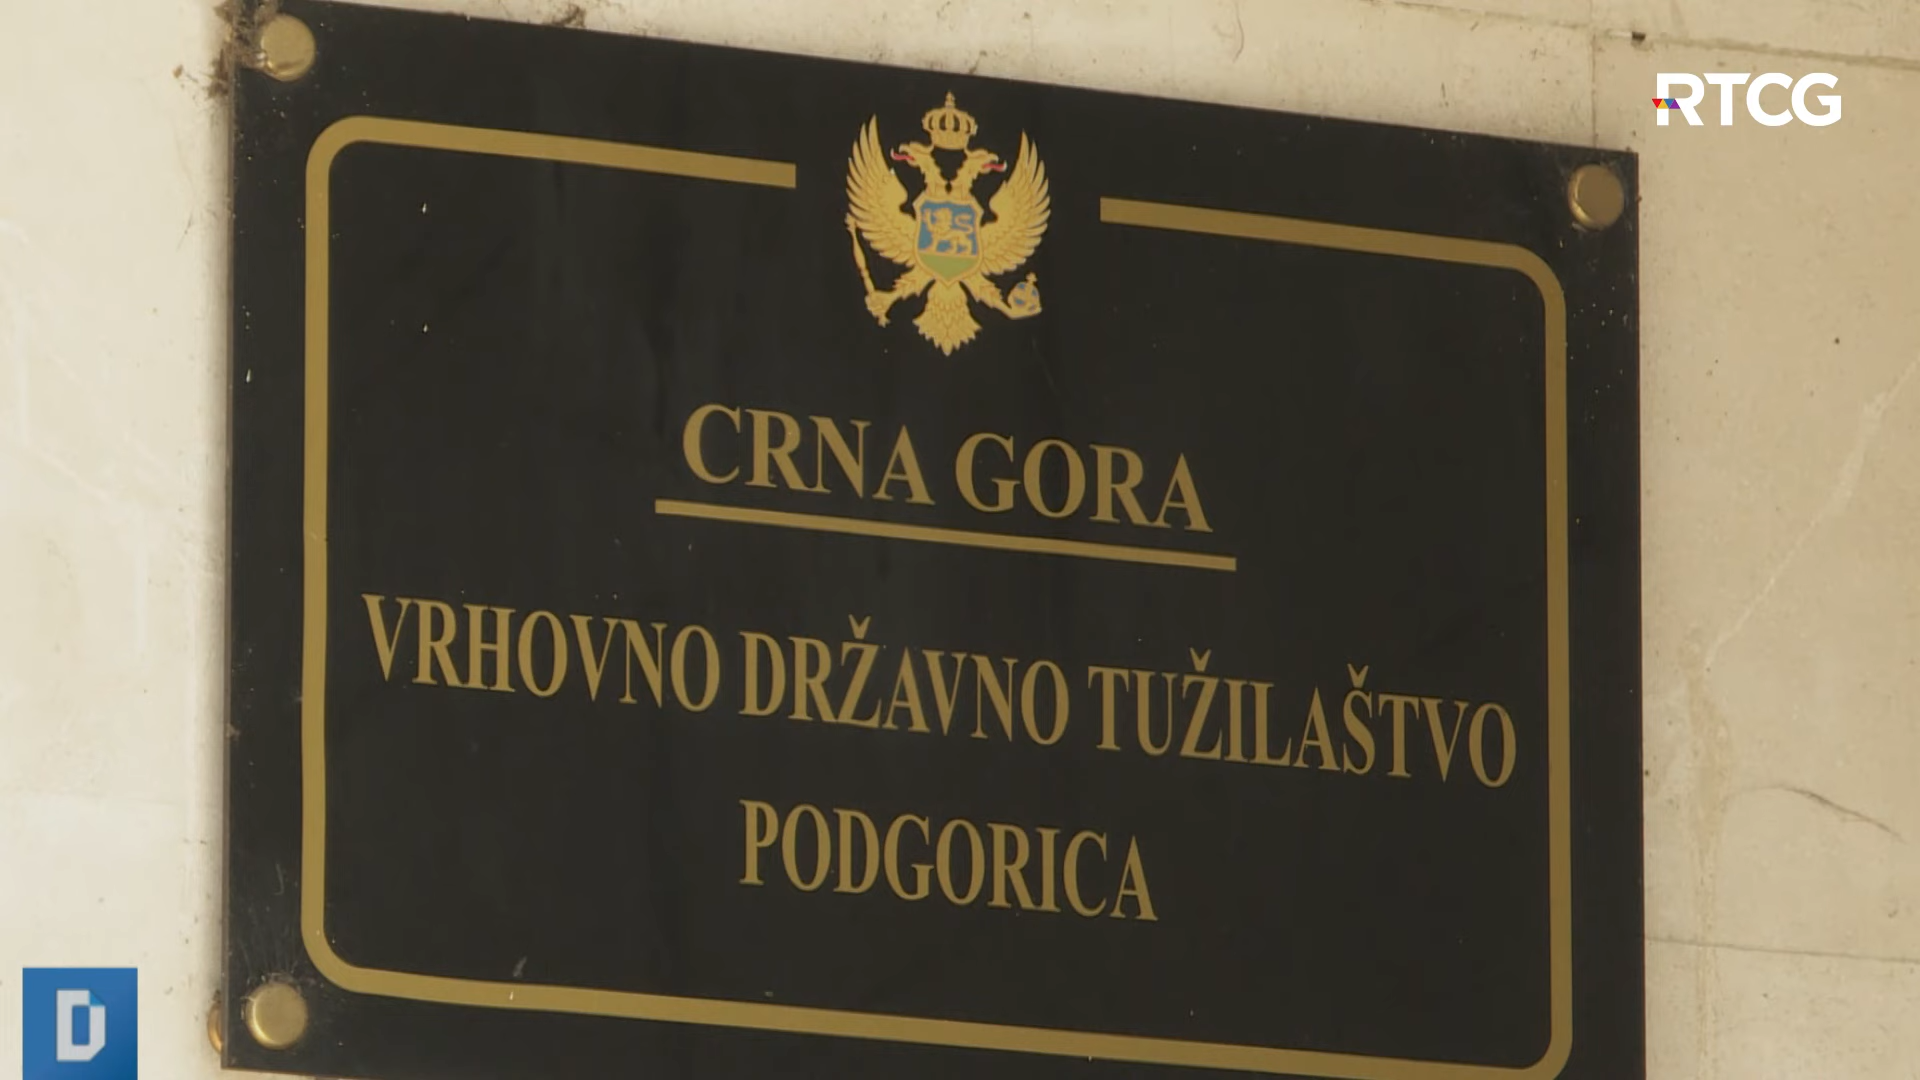 RTCG
CRNA GORA
VRHOVNO DRŽAVNO TUŽILAŠTVO
PODGORICA
D